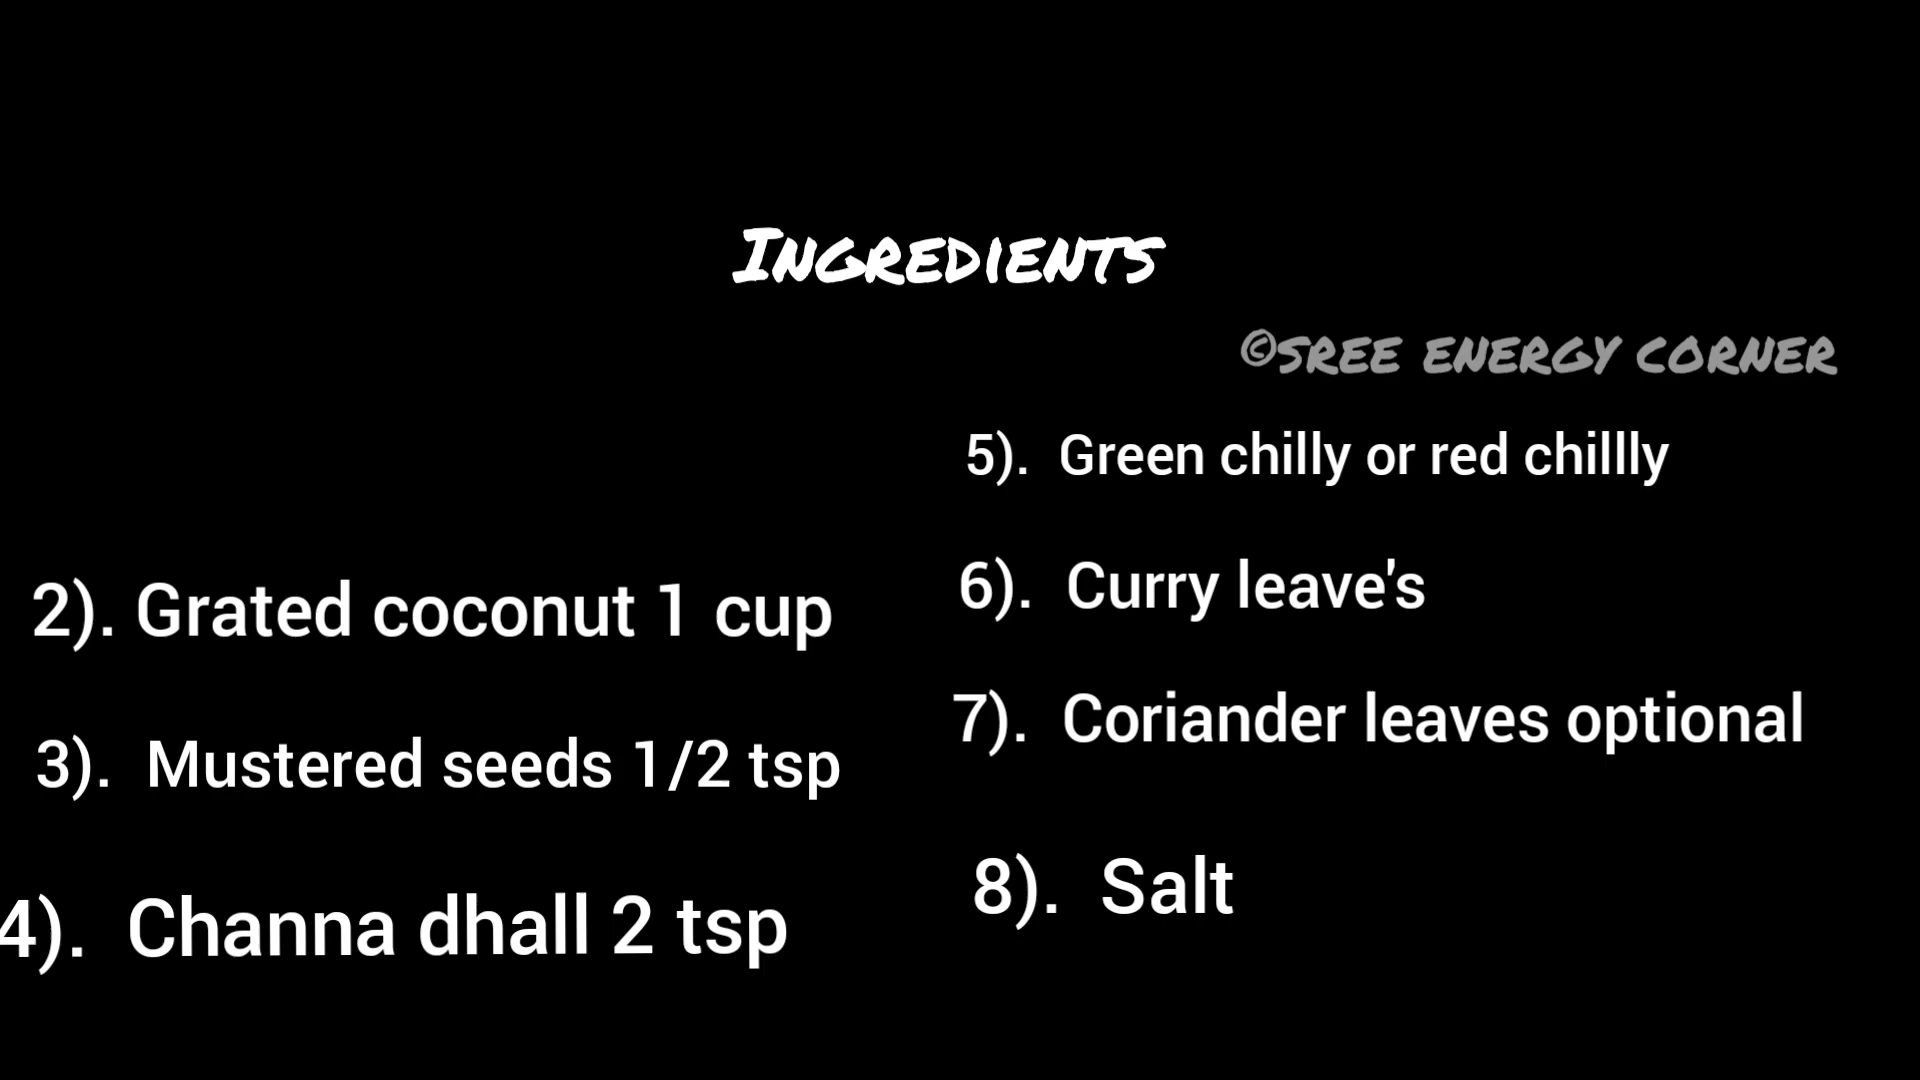 Ingredients
©sree energy corner
2). Grated coconut 1 cup
3). Mustered seeds 1/2 tsp
4). Channa dhall 2 tsp
5). Green chilly or red chillly
6). Curry leave's
7). Coriander leaves optional
8). Salt